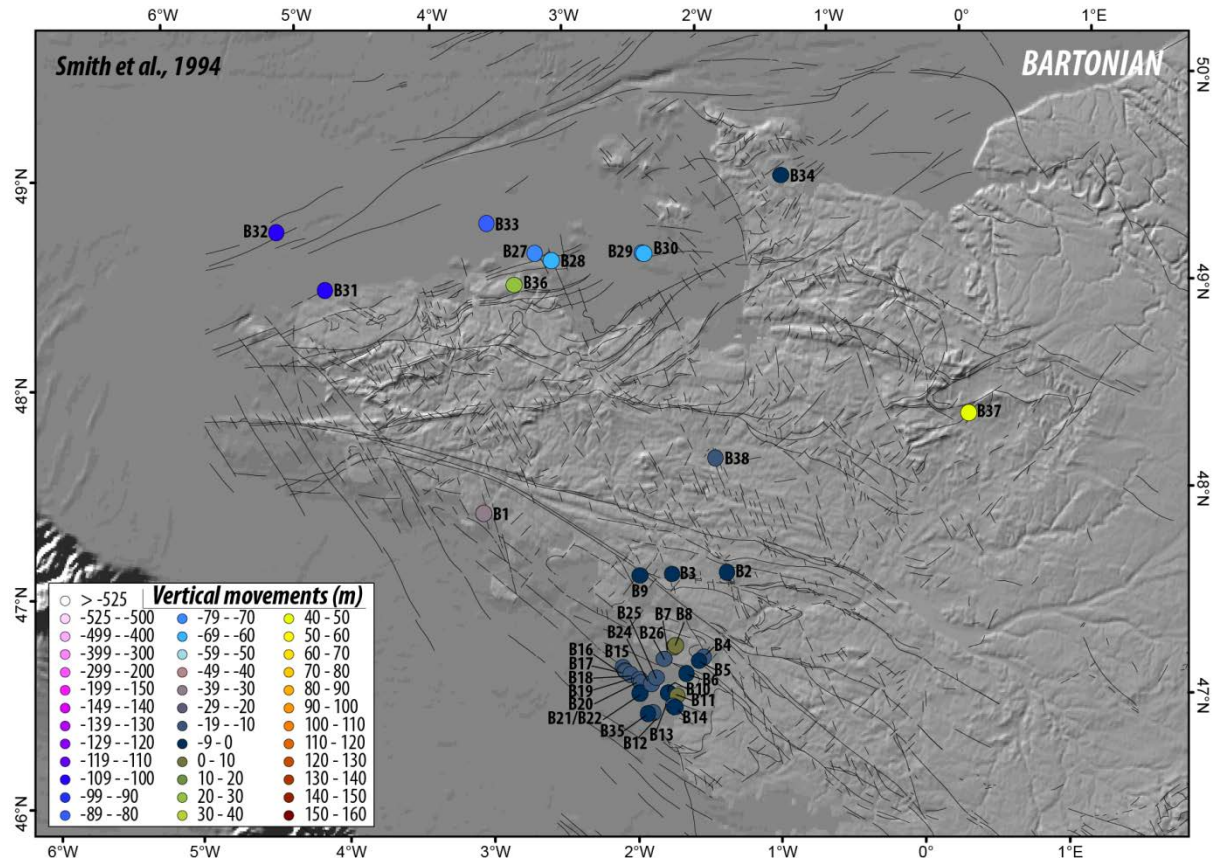 6°W 5°W 4°W 3°W 2°W 1°W 0° 1°E
Smith et al., 1994
BARTONIAN
50°N
49°N
B34
B32
B33
B27
B28
B29
B30
B36
B31
49°N
48°N
B37
B38
48°N
B1
B9
B3
B2
47°N
B25
B7 B8
B24
B26
B16
B15
B4
B17
B5
B18
B6
B19
B10
B20
B11
B21/B22
B14
B35
B13
B12
47°N
46°N
Vertical movements (m)
> -525
-525 - -500
-499 - -400
-399 - -300
-299 - -200
-199 - -150
-149 - -140
-139 - -130
-129 - -120
-119 - -110
-109 - -100
-99 - -90
-89 - -80
-79 - -70
-69 - -60
-59 - -50
-49 - -40
-39 - -30
-29 - -20
-19 - -10
-9 - 0
0 - 10
10 - 20
20 - 30
30 - 40
40 - 50
50 - 60
60 - 70
70 - 80
80 - 90
90 - 100
100 - 110
110 - 120
120 - 130
130 - 140
140 - 150
150 - 160
6°W 5°W 4°W 3°W 2°W 1°W 0° 1°E